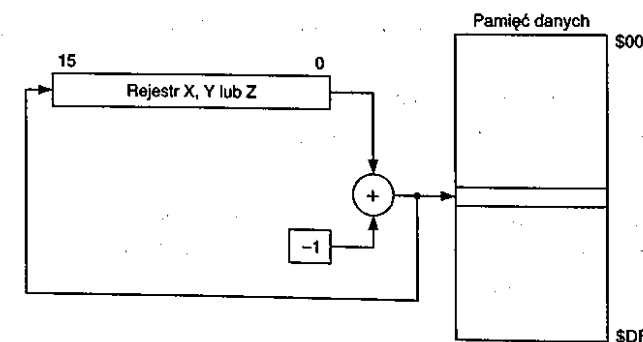 Pamięć danych
$00
15 0
Rejestr X, Y lub Z
+
−1
$DF